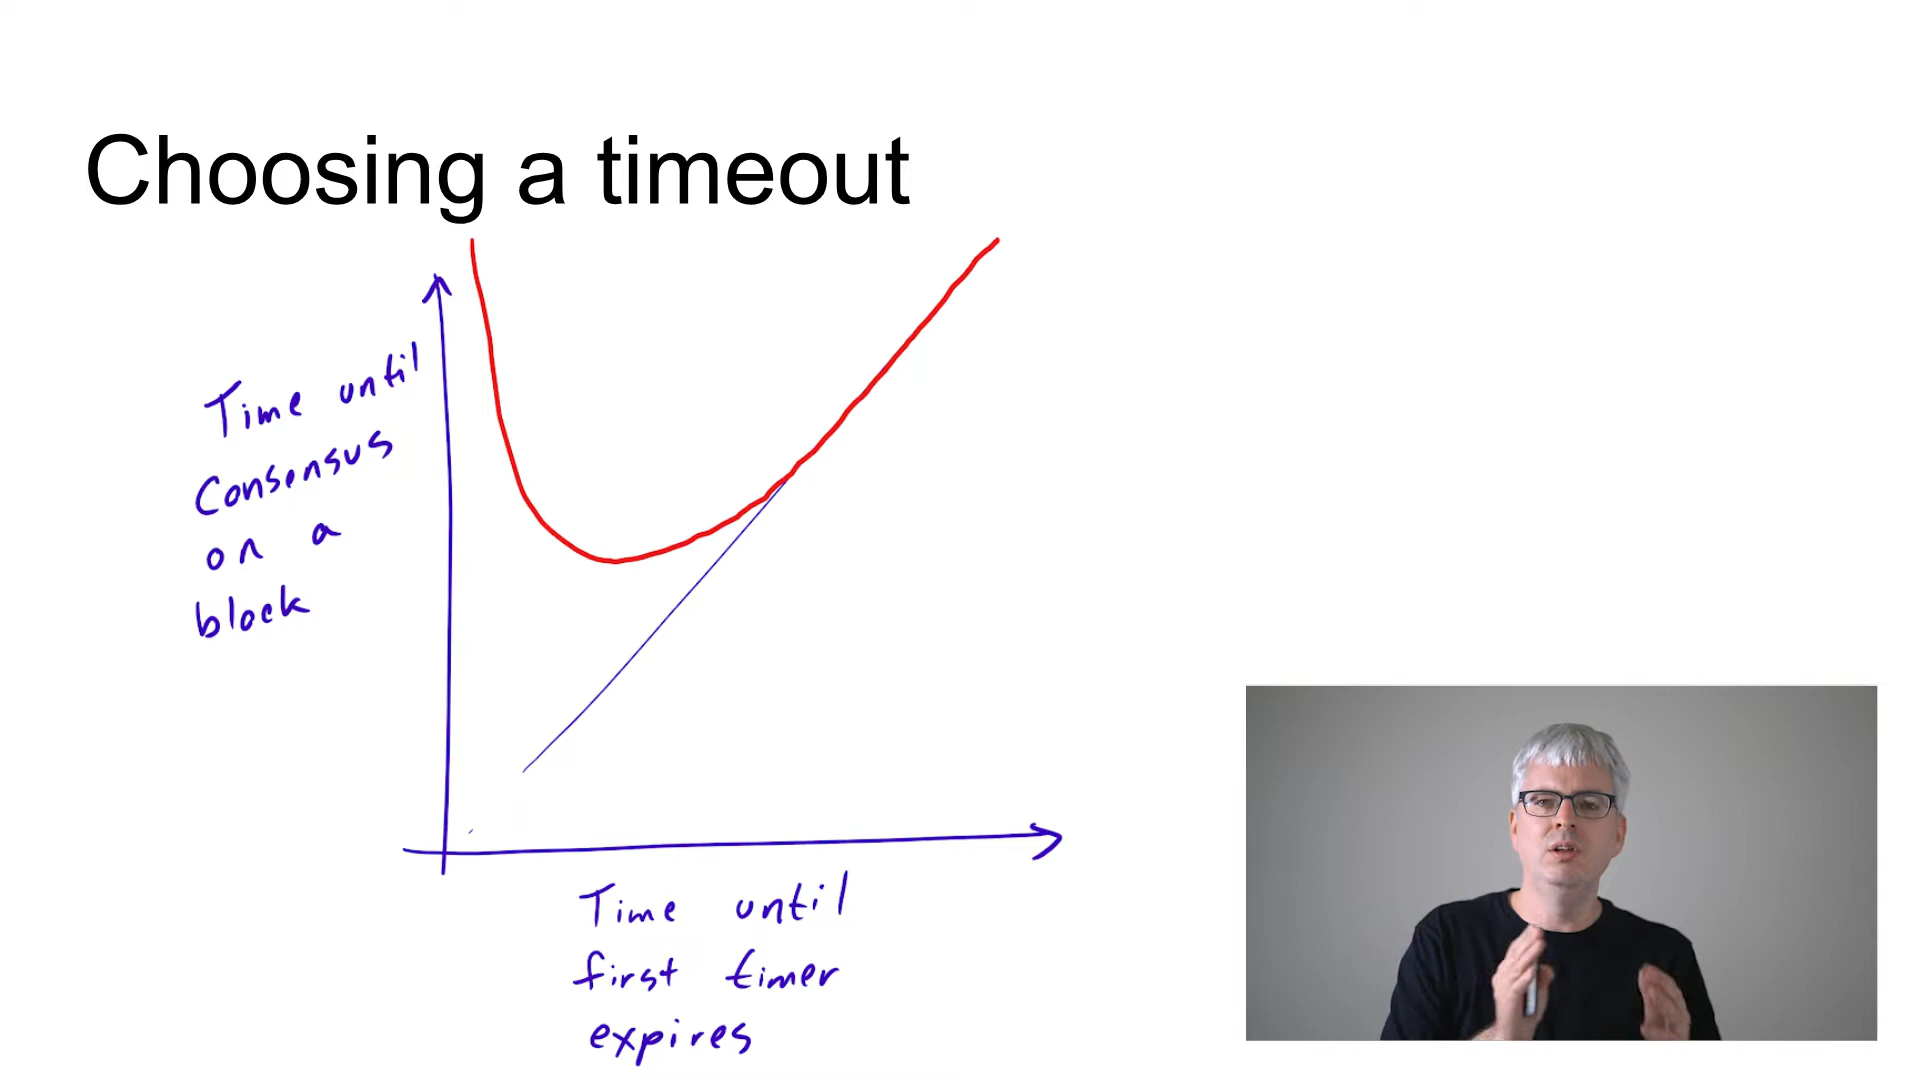 Choosing a timeout
Time until
Consensus
on a
block
Time until
first timer
expires